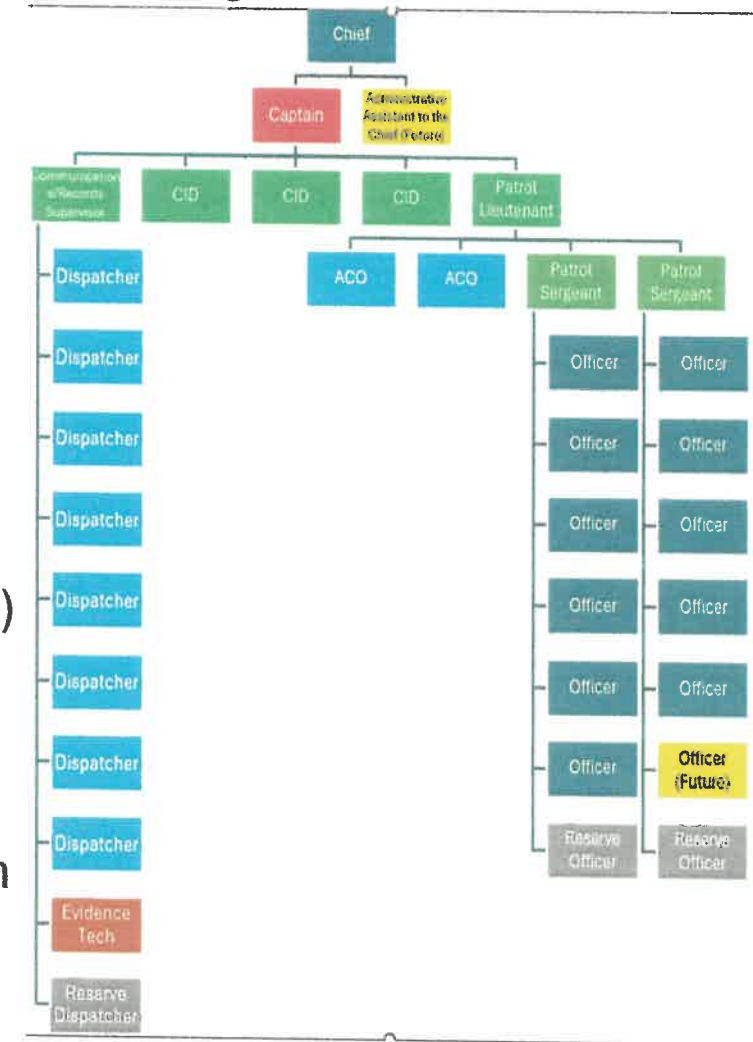 Chief
Captain
Administrative
Assistant to the
Chief (Future)
Communication
s/Records
Supervisor
CID
CID
CID
Patrol
Lieutenant
Dispatcher
ACO
ACO
Patrol
Sergeant
Patrol
Sergeant
Dispatcher
Officer
Officer
Dispatcher
Officer
Officer
Dispatcher
Officer
Officer
)
Dispatcher
Officer
Officer
Dispatcher
Officer
Officer
Dispatcher
Officer
Officer
(Future)
Dispatcher
Reserve
Officer
Reserve
Officer
n
Evidence
Tech
Reserve
Dispatcher